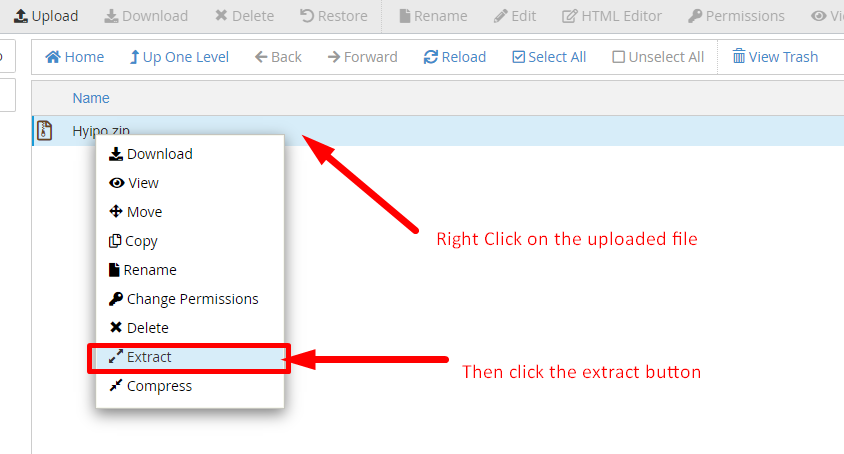 Upload Download Delete Restore Rename Edit HTML Editor Permissions
Home Up One Level Back Forward Reload Select All Unselect All View Trash
Name
Hyipo.zip
Download
View
Move
Copy
Right Click on the uploaded file
Rename
Change Permissions
Delete
Extract
Then click the extract button
Compress